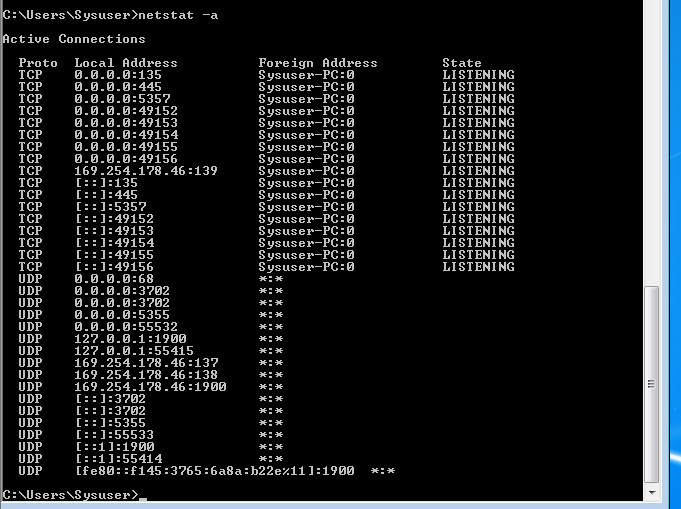 C:\Users\Sysuser>netstat -a
Active Connections
Proto Local Address Foreign Address State
TCP 0.0.0.0:135 Sysuser-PC:0 LISTENING
TCP 0.0.0.0:445 Sysuser-PC:0 LISTENING
TCP 0.0.0.0:5357 Sysuser-PC:0 LISTENING
TCP 0.0.0.0:49152 Sysuser-PC:0 LISTENING
TCP 0.0.0.0:49153 Sysuser-PC:0 LISTENING
TCP 0.0.0.0:49154 Sysuser-PC:0 LISTENING
TCP 0.0.0.0:49155 Sysuser-PC:0 LISTENING
TCP 0.0.0.0:49156 Sysuser-PC:0 LISTENING
TCP 169.254.178.46:139 Sysuser-PC:0 LISTENING
TCP [::]:135 Sysuser-PC:0 LISTENING
TCP [::]:445 Sysuser-PC:0 LISTENING
TCP [::]:5357 Sysuser-PC:0 LISTENING
TCP [::]:49152 Sysuser-PC:0 LISTENING
TCP [::]:49153 Sysuser-PC:0 LISTENING
TCP [::]:49154 Sysuser-PC:0 LISTENING
TCP [::]:49155 Sysuser-PC:0 LISTENING
TCP [::]:49156 Sysuser-PC:0 LISTENING
UDP 0.0.0.0:68 *:*
UDP 0.0.0.0:3702 *:*
UDP 0.0.0.0:3702 *:*
UDP 0.0.0.0:5355 *:*
UDP 0.0.0.0:55532 *:*
UDP 127.0.0.1:1900 *:*
UDP 127.0.0.1:55415 *:*
UDP 169.254.178.46:137 *:*
UDP 169.254.178.46:138 *:*
UDP 169.254.178.46:1900 *:*
UDP [::]:3702 *:*
UDP [::]:3702 *:*
UDP [::]:5355 *:*
UDP [::]:55533 *:*
UDP [::1]:1900 *:*
UDP [::1]:55414 *:*
UDP [fe80::f145:3765:6a8a:b22e%11]:1900 *:*
C:\Users\Sysuser>_